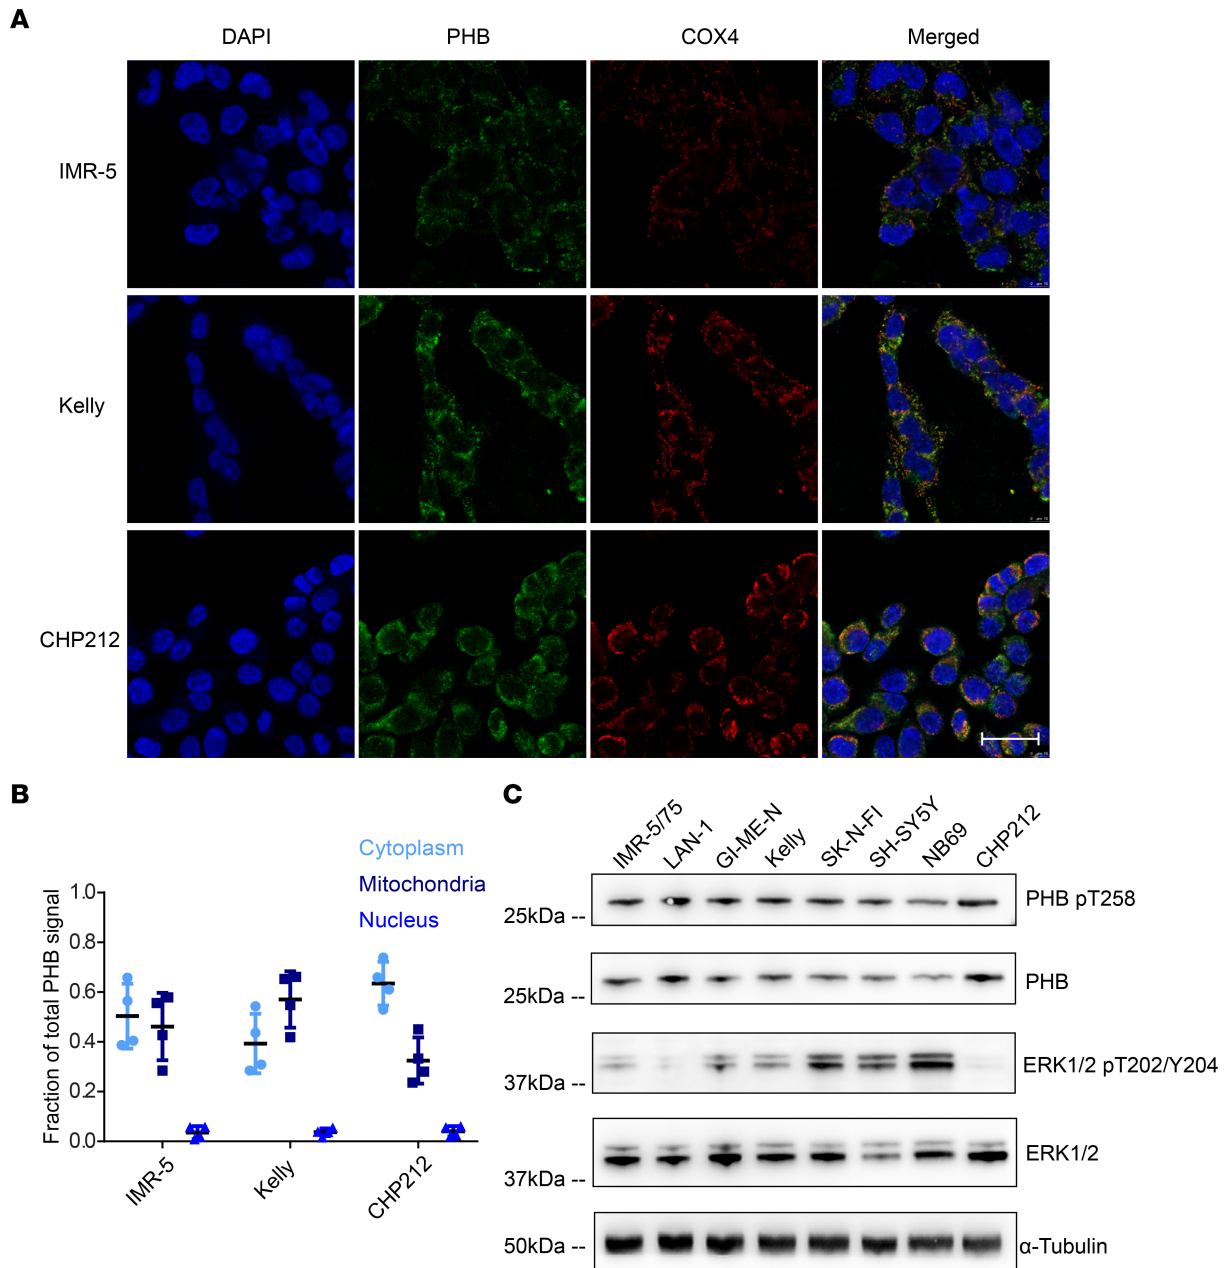 A
DAPI PHB COX4 Merged
IMR-5
Kelly
CHP212
B
Cytoplasm
Mitochondria
Nucleus
Fraction of total PHB signal
1.0
0.8
0.6
0.4
0.2
0.0
IMR-5 Kelly CHP212
C
IMR-5/75 LAN-1 GI-ME-N Kelly SK-N-FI SH-SY5Y NB69 CHP212
25kDa -- PHB pT258
25kDa -- PHB
37kDa -- ERK1/2 pT202/Y204
37kDa -- ERK1/2
50kDa -- α-Tubulin